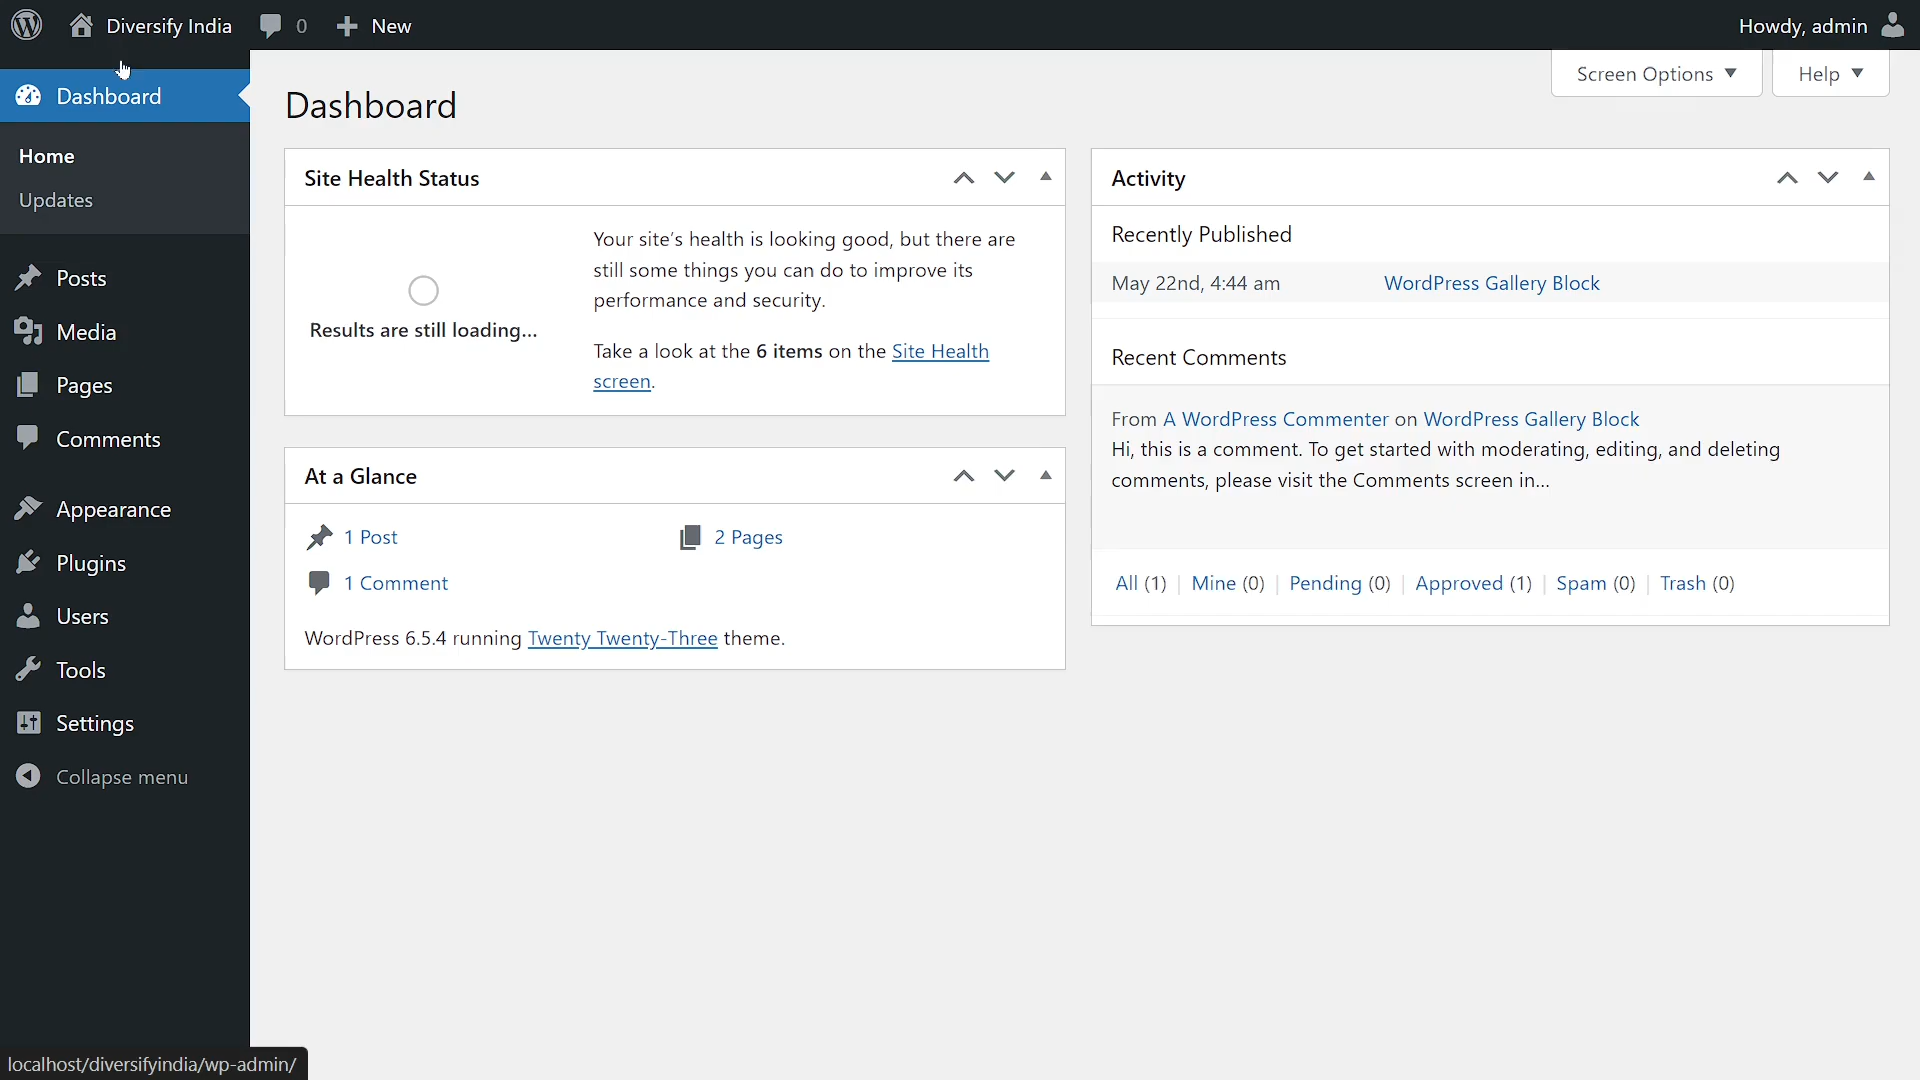 Diversify India 0 New Howdy, admin
Screen Options Help
Dashboard
Home
Updates
Posts
Media
Pages
Comments
Appearance
Plugins
Users
Tools
Settings
Collapse menu
Dashboard
Site Health Status
Results are still loading...
Your site's health is looking good, but there are
still some things you can do to improve its
performance and security.
Take a look at the 6 items on the Site Health
screen.
At a Glance
1 Post 2 Pages
1 Comment
WordPress 6.5.4 running Twenty Twenty-Three theme.
Activity
Recently Published
May 22nd, 4:44 am WordPress Gallery Block
Recent Comments
From A WordPress Commenter on WordPress Gallery Block
Hi, this is a comment. To get started with moderating, editing, and deleting
comments, please visit the Comments screen in...
All (1) | Mine (0) | Pending (0) | Approved (1) | Spam (0) | Trash (0)
localhost/diversifyindia/wp-admin/